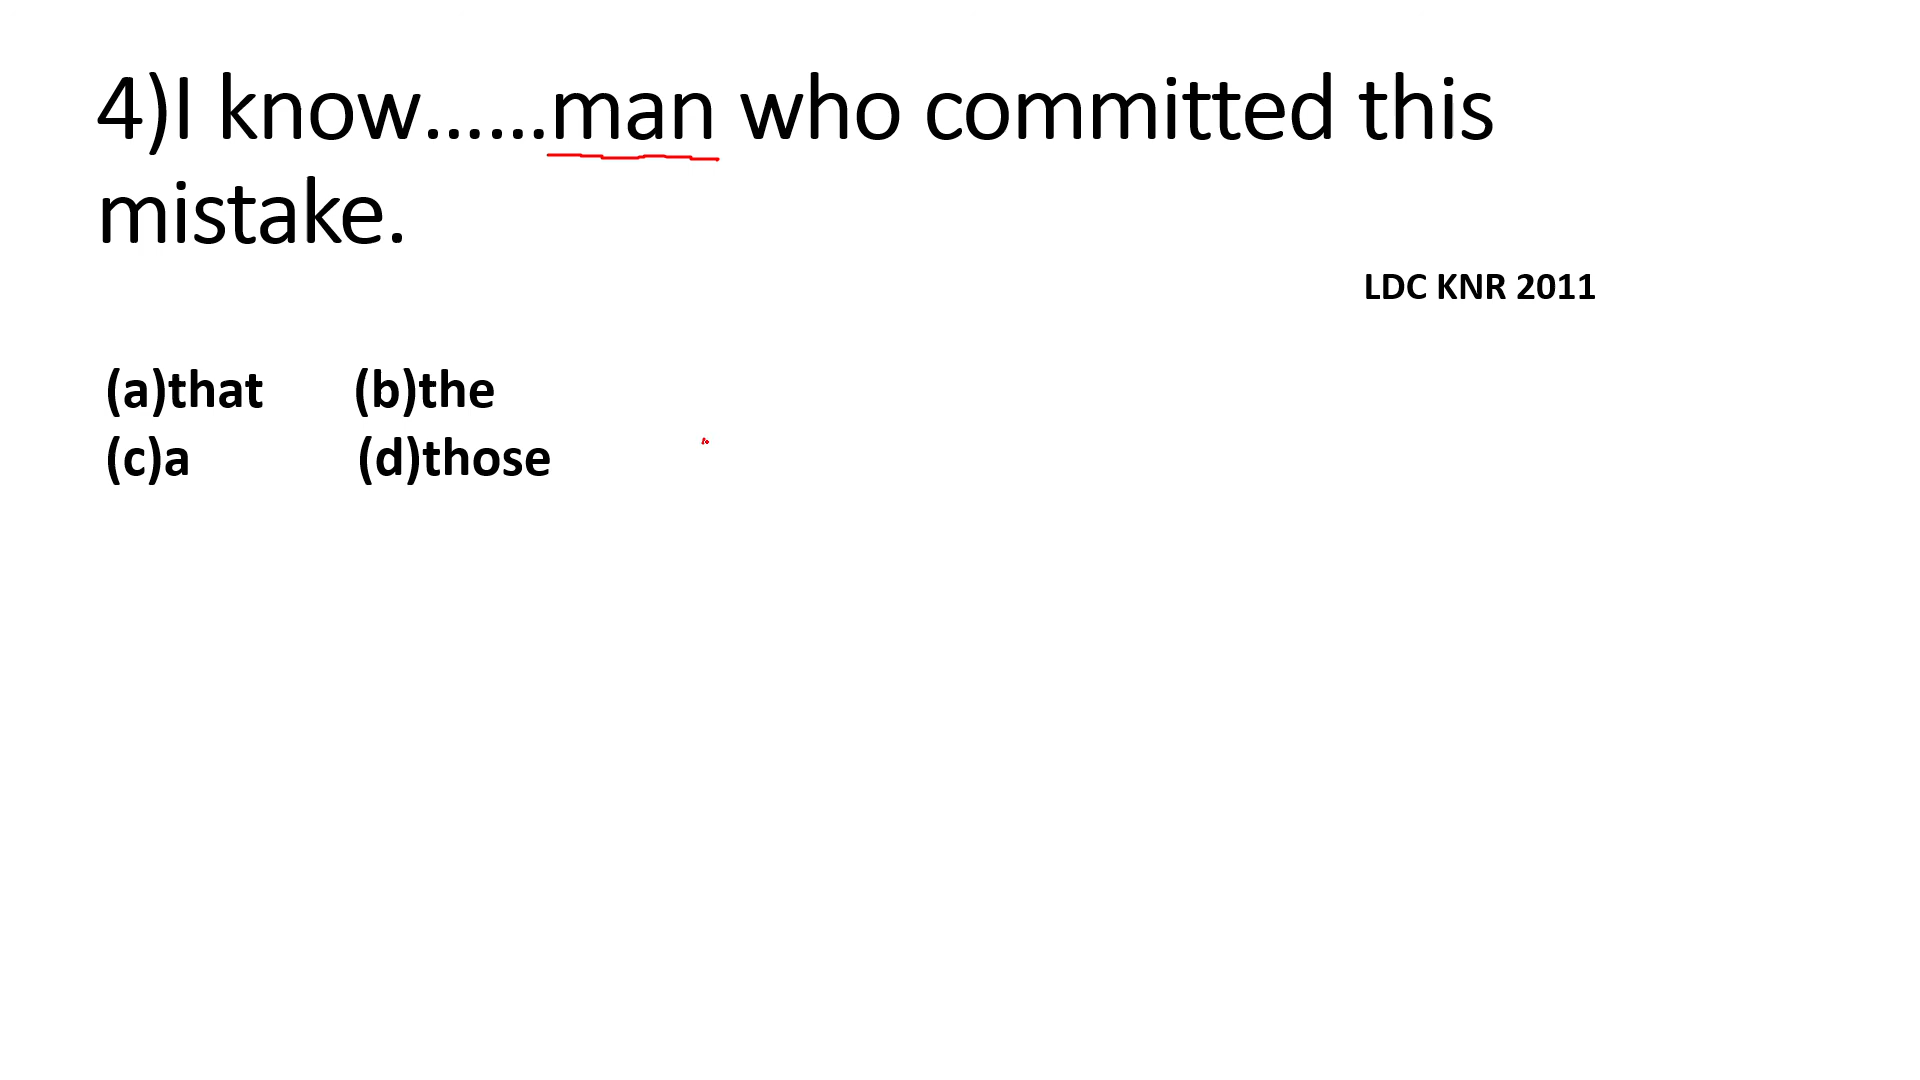 4)I know......man who committed this
mistake.
LDC KNR 2011
(a)that (b)the
(c)a (d)those